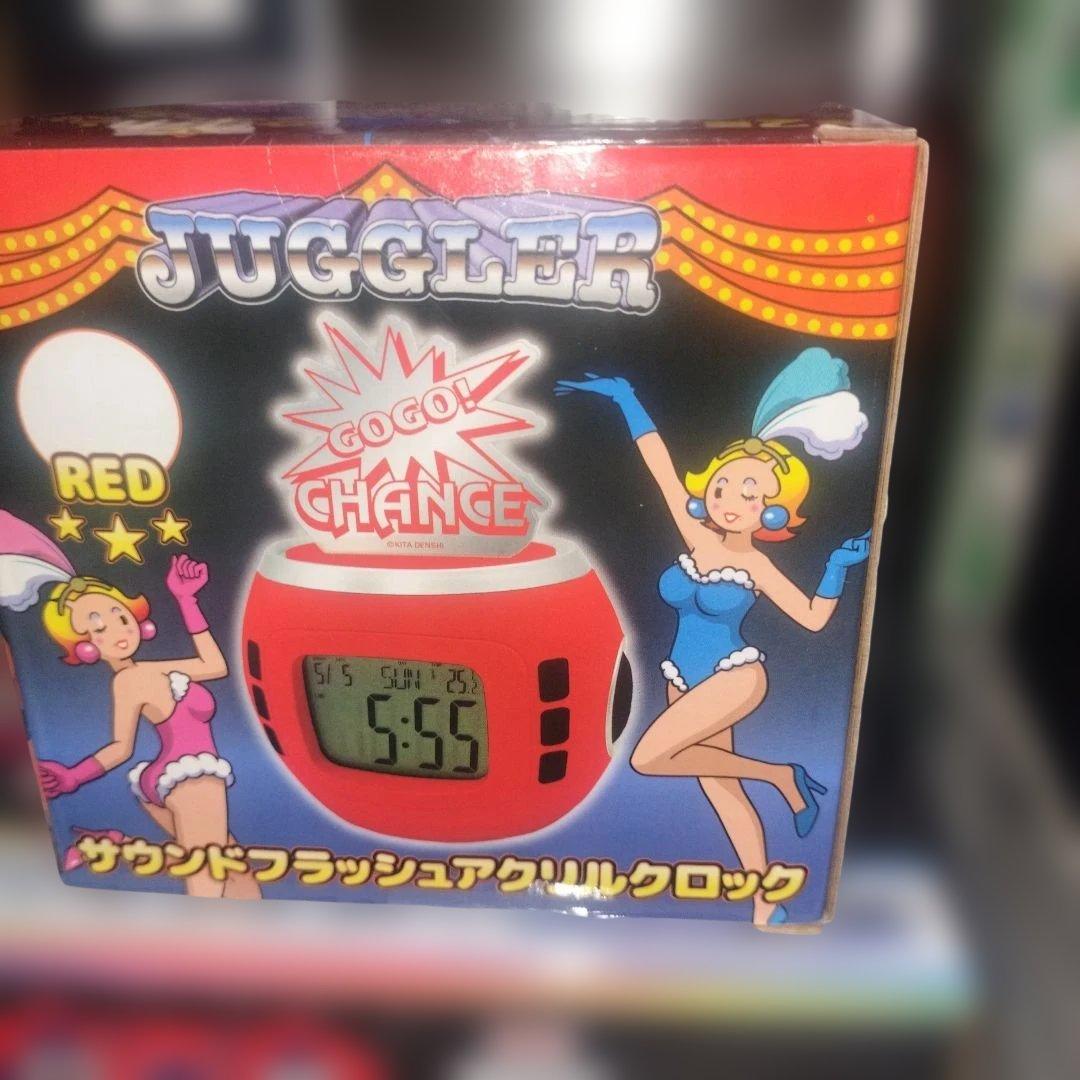 JUGGLER
GOGO!
CHANCE
©KITA DENSHI
RED
5/5 SUN 25.2
5:55
サウンドフラッシュアクリルクロック